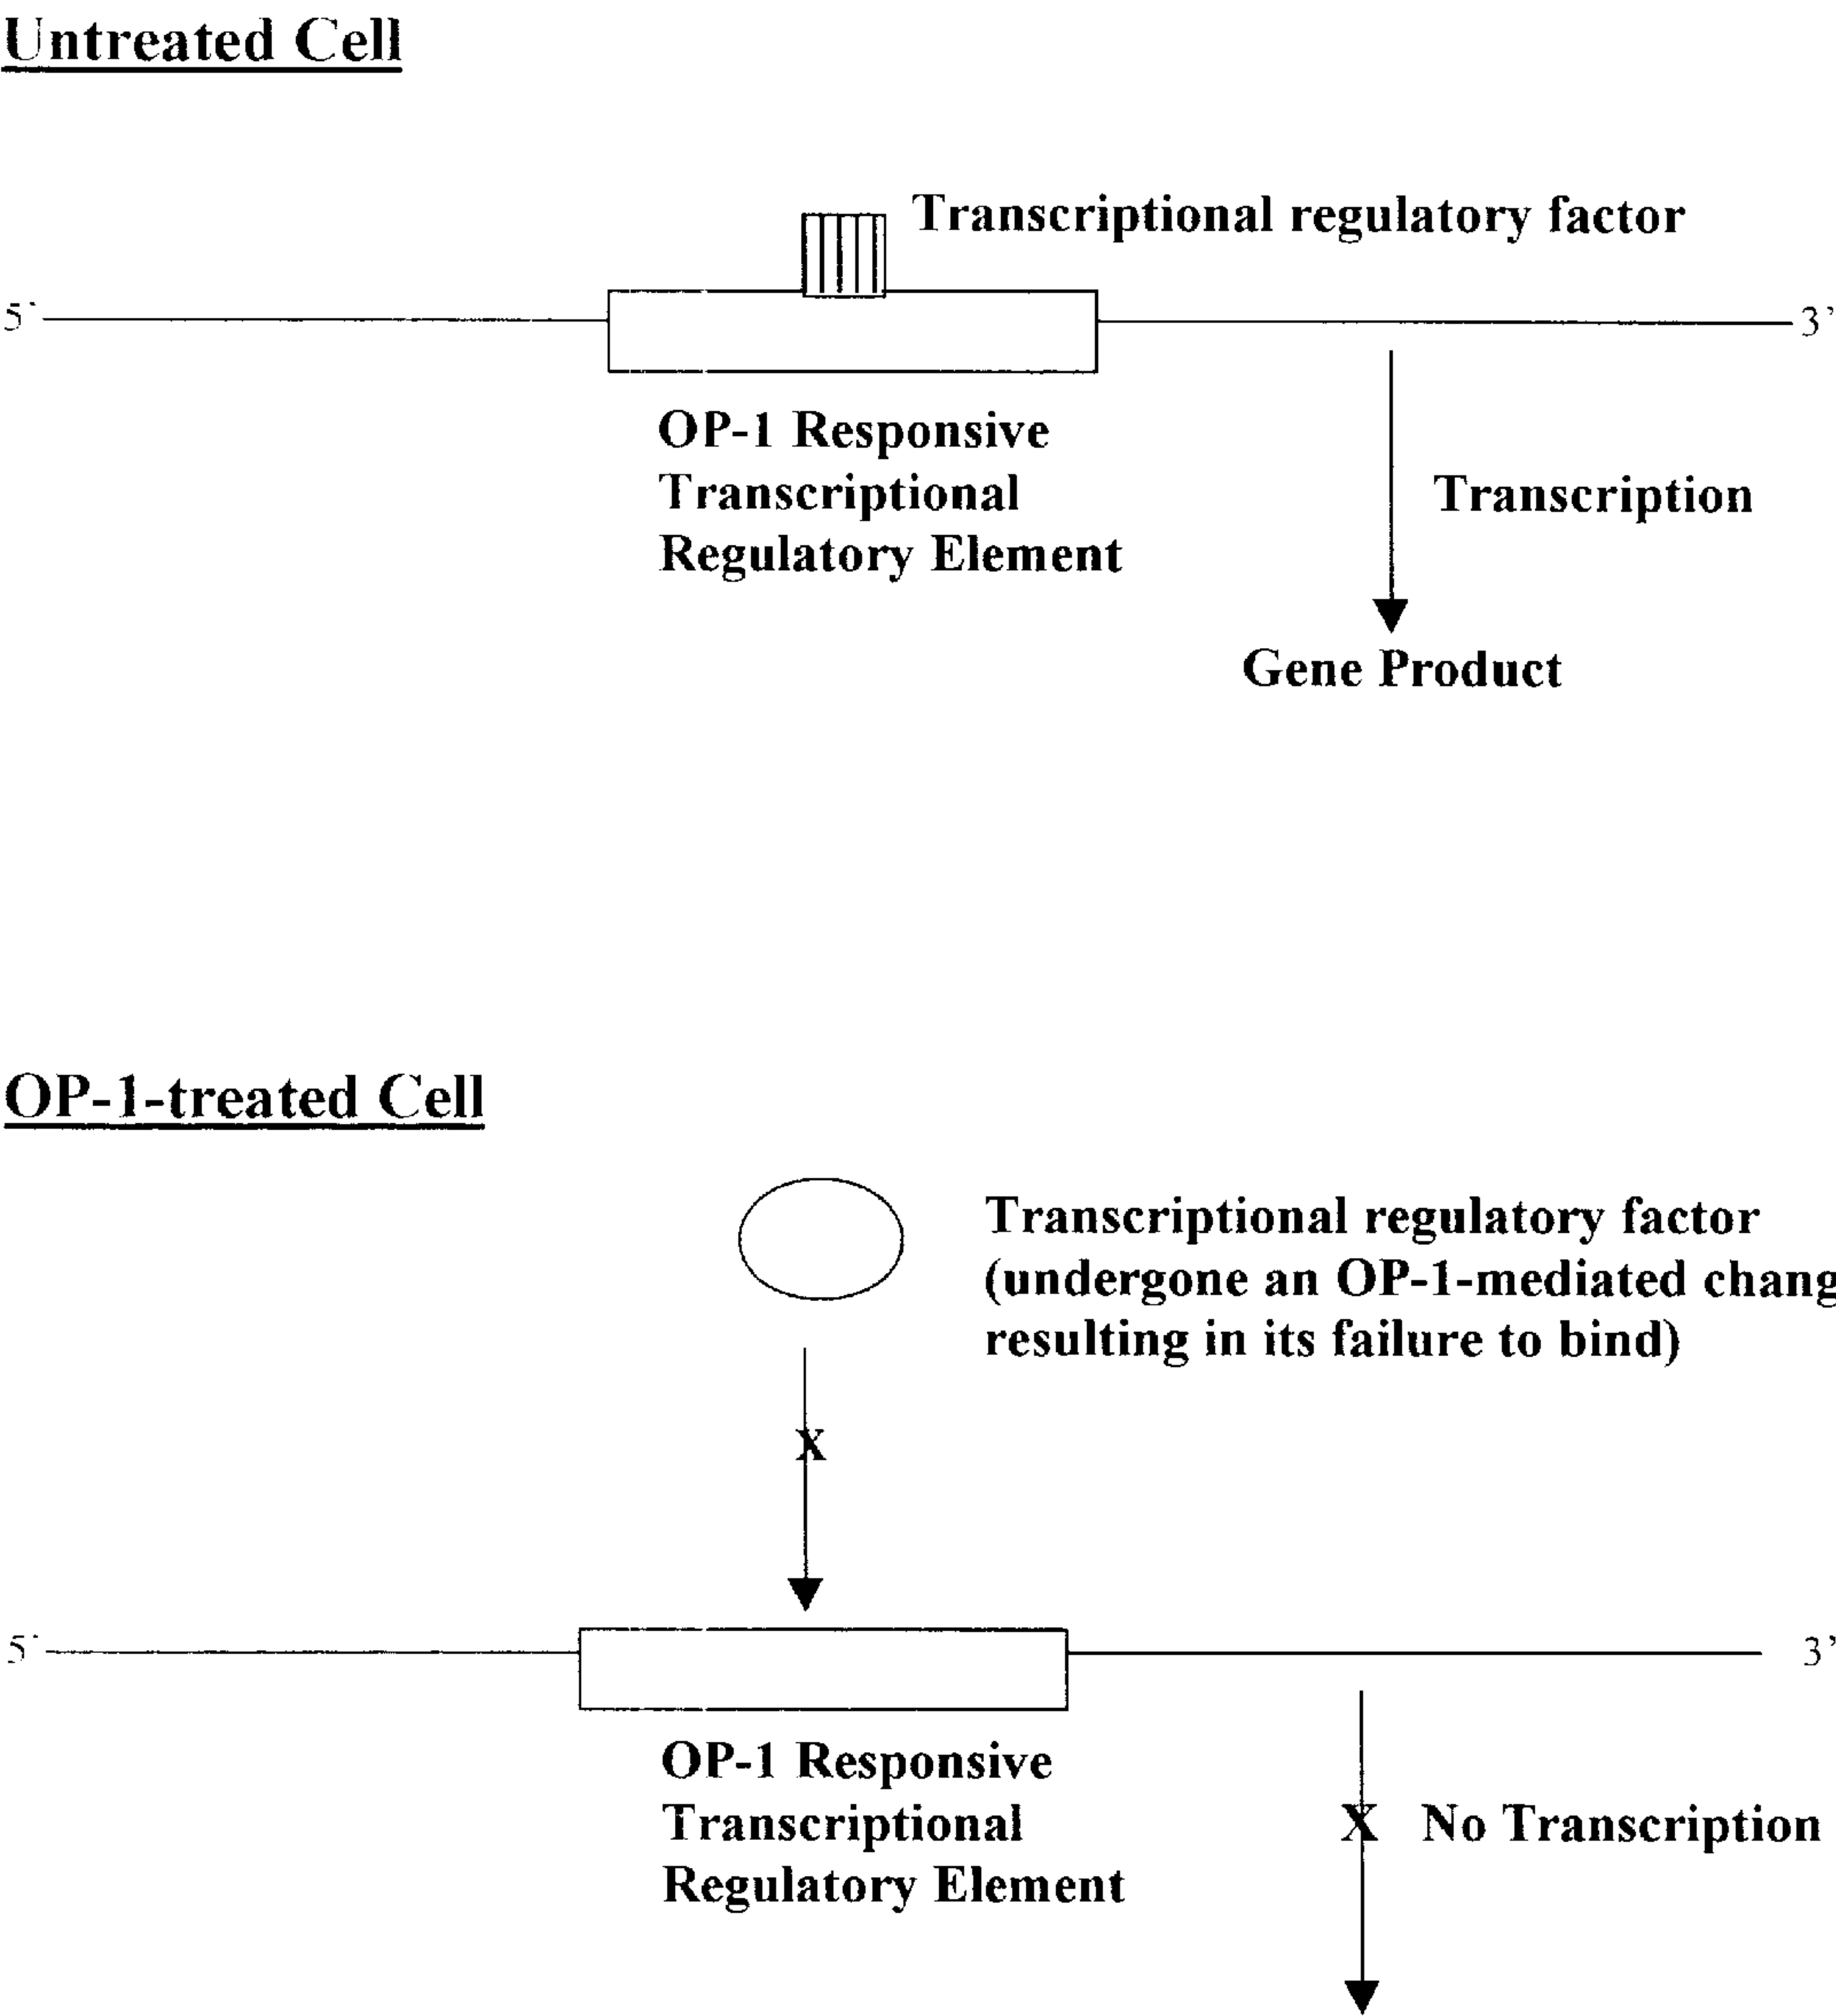 Untreated Cell
Transcriptional regulatory factor
5' 3'
OP-1 Responsive
Transcriptional
Regulatory Element
Transcription
Gene Product
OP-1-treated Cell
Transcriptional regulatory factor
(undergone an OP-1-mediated chang
resulting in its failure to bind)
X
5' 3'
OP-1 Responsive
Transcriptional
Regulatory Element
X No Transcription